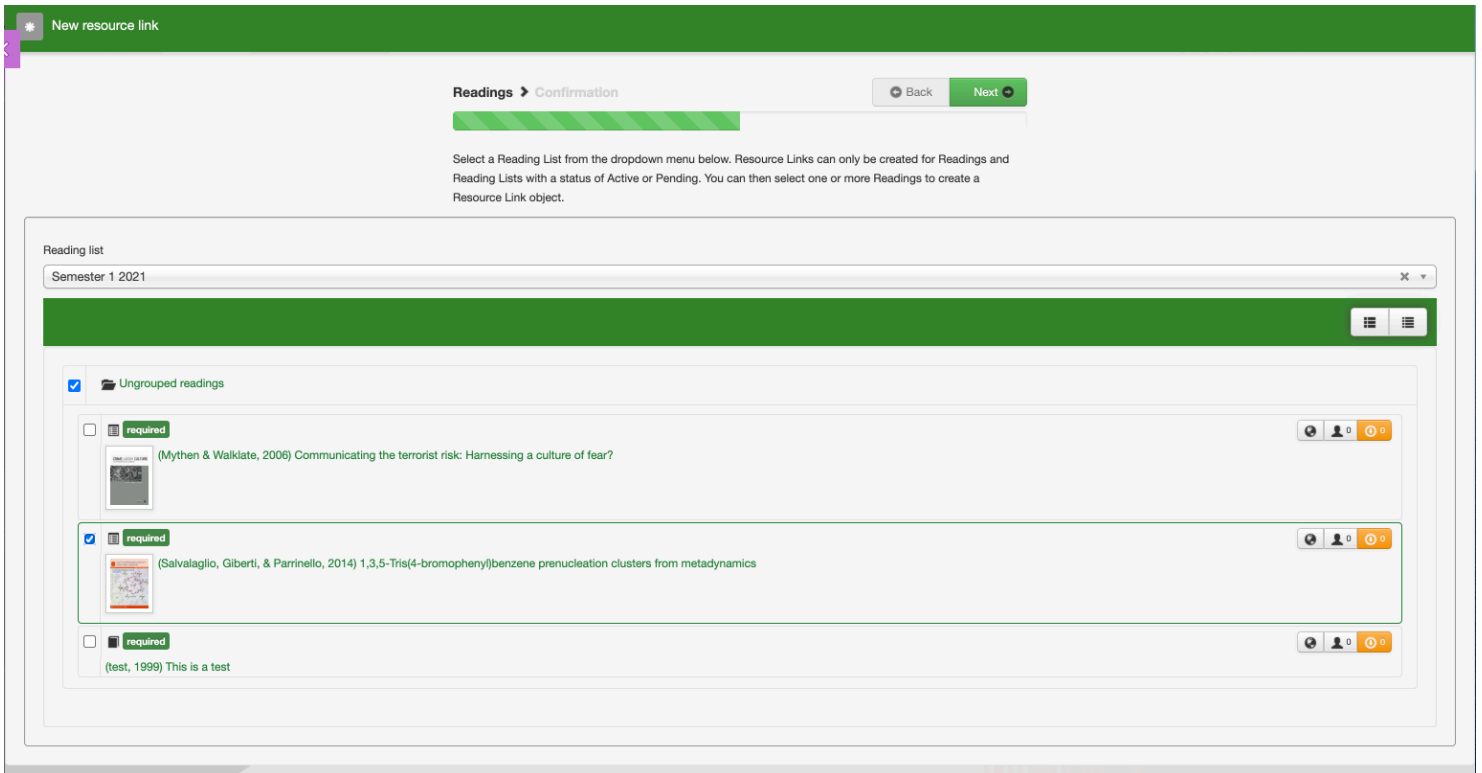 New resource link
Readings Confirmation
Back Next
Select a Reading List from the dropdown menu below. Resource Links can only be created for Readings and
Reading Lists with a status of Active or Pending. You can then select one or more Readings to create a
Resource Link object.
Reading list
Semester 1 2021
Ungrouped readings
required 0 0
(Mythen & Walklate, 2006) Communicating the terrorist risk: Harnessing a culture of fear?
required 0 0
(Salvalaglio, Giberti, & Parrinello, 2014) 1,3,5-Tris(4-bromophenyl)benzene prenucleation clusters from metadynamics
required 0 0
(test, 1999) This is a test